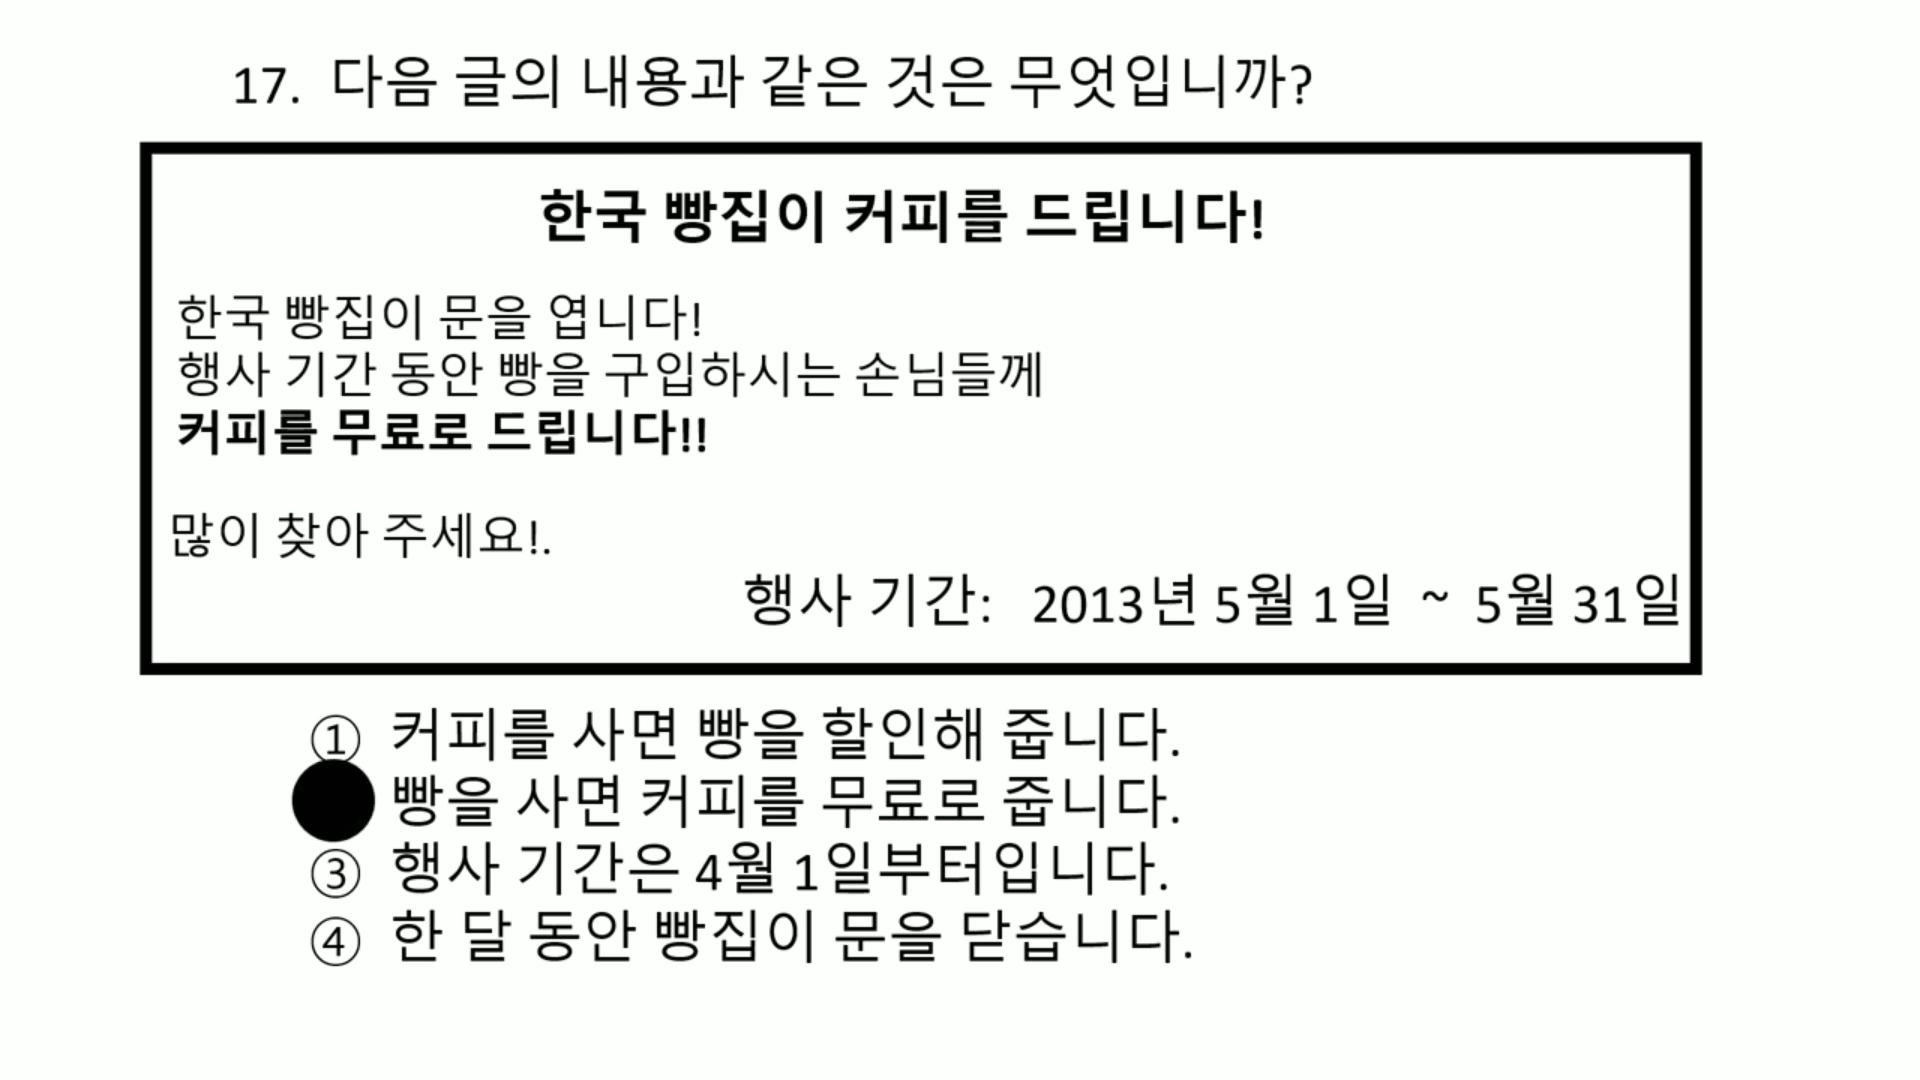 17. 다음 글의 내용과 같은 것은 무엇입니까?
한국 빵집이 커피를 드립니다!
한국 빵집이 문을 엽니다!
행사 기간 동안 빵을 구입하시는 손님들께
커피를 무료로 드립니다!!
많이 찾아 주세요!.
행사 기간: 2013년 5월 1일 ~ 5월 31일
① 커피를 사면 빵을 할인해 줍니다.
빵을 사면 커피를 무료로 줍니다.
③ 행사 기간은 4월 1일부터입니다.
④ 한 달 동안 빵집이 문을 닫습니다.